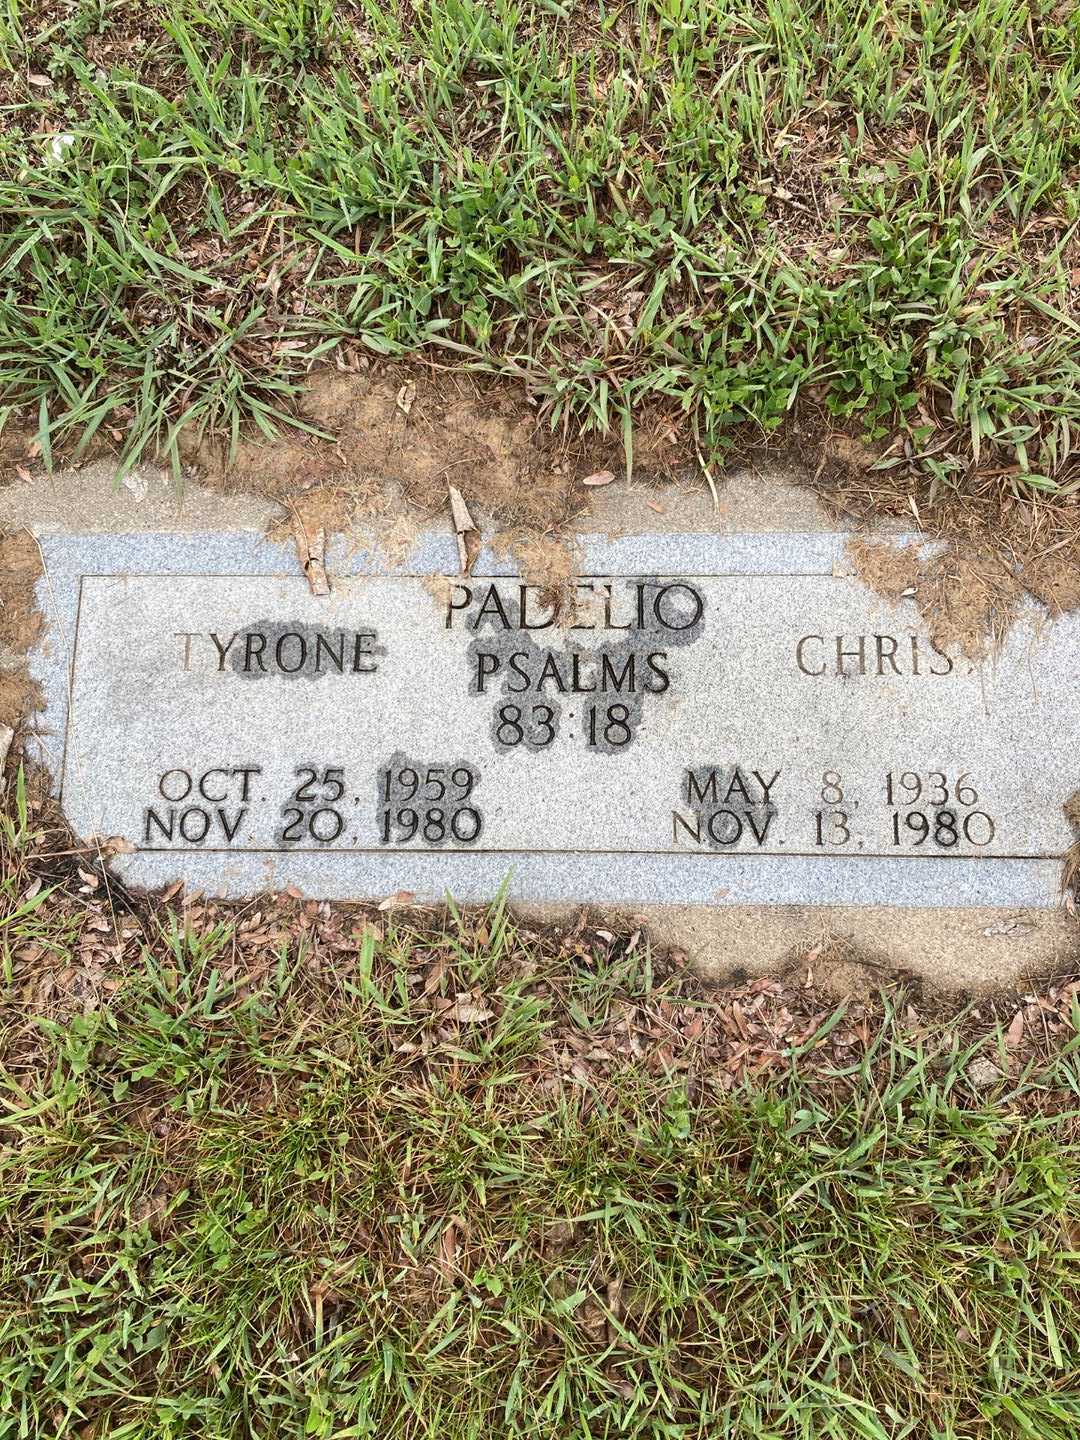 PADELIO
TYRONE
PSALMS
83:18
CHRIS
OCT. 25, 1959
NOV. 20, 1980
MAY 8, 1936
NOV. 13, 1980